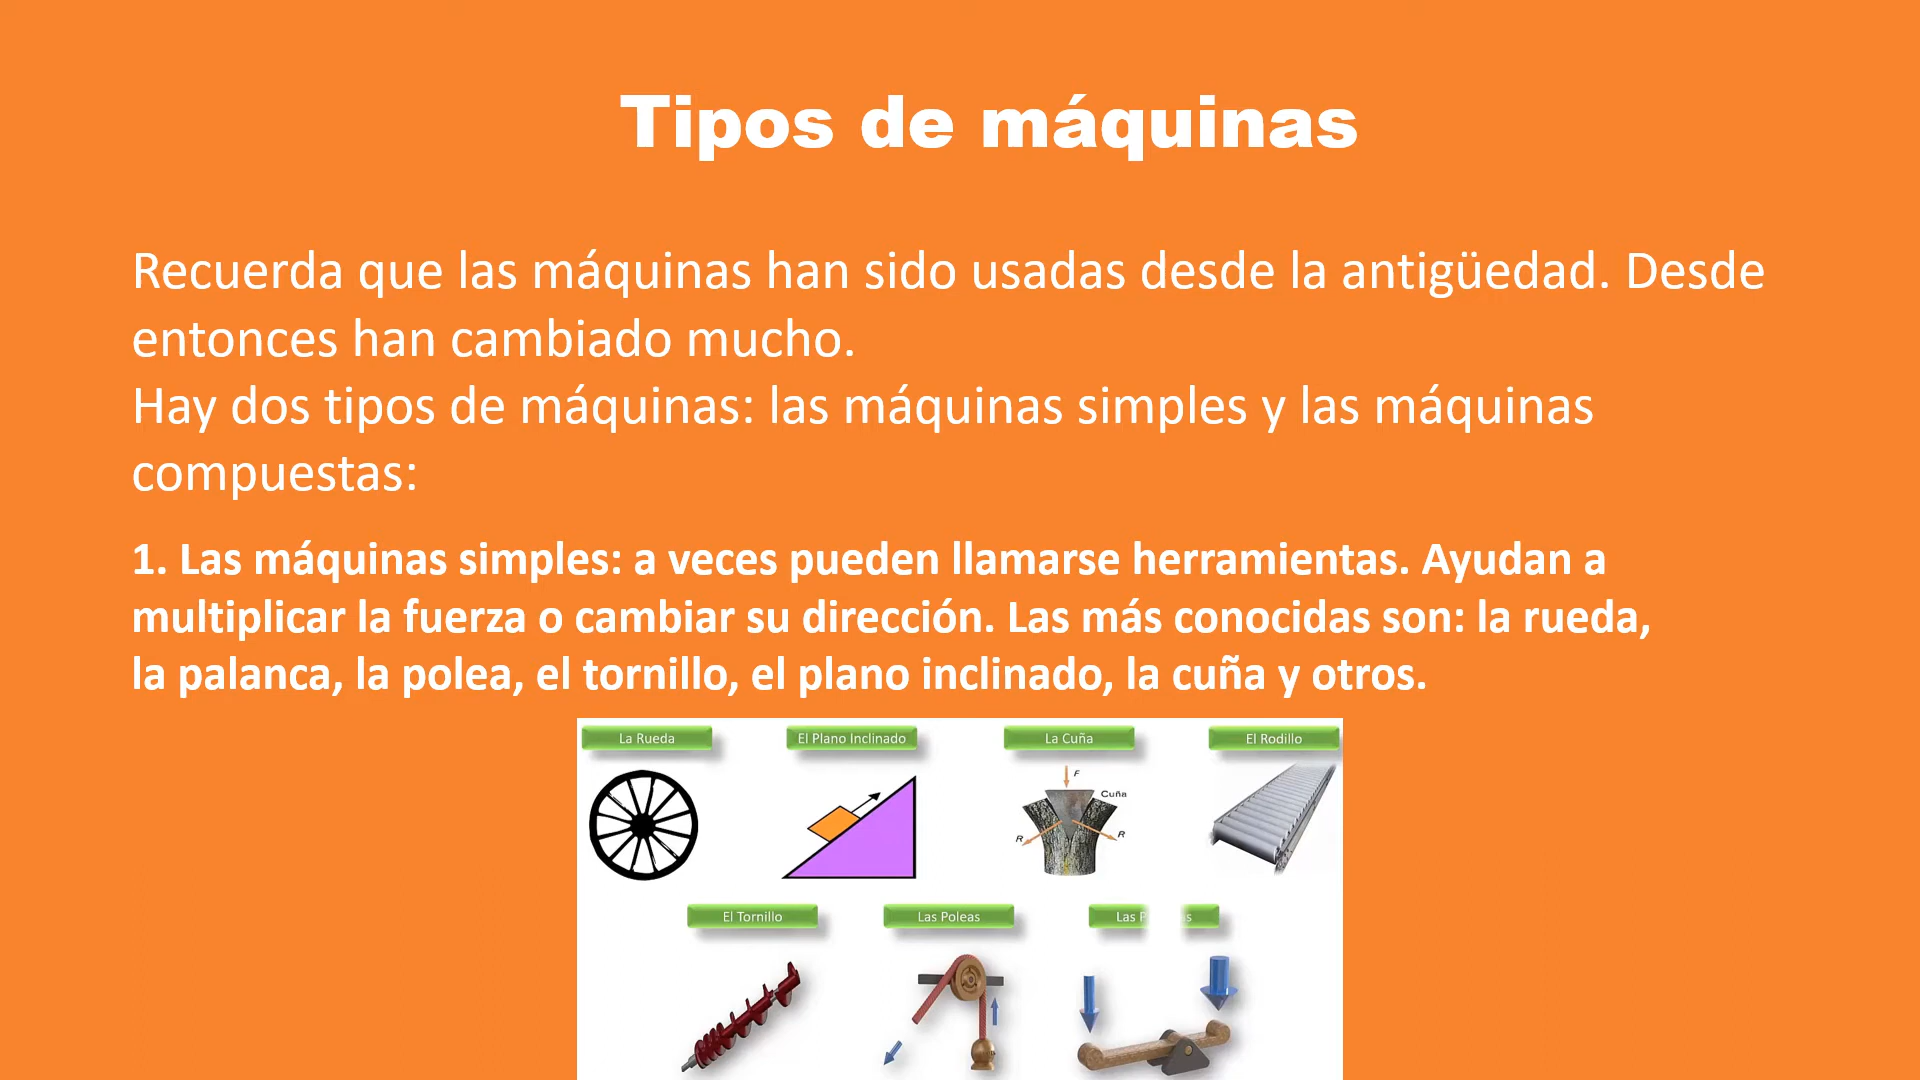 Tipos de máquinas
Recuerda que las máquinas han sido usadas desde la antigüedad. Desde
entonces han cambiado mucho.
Hay dos tipos de máquinas: las máquinas simples y las máquinas
compuestas:
1. Las máquinas simples: a veces pueden llamarse herramientas. Ayudan a
multiplicar la fuerza o cambiar su dirección. Las más conocidas son: la rueda,
la palanca, la polea, el tornillo, el plano inclinado, la cuña y otros.
La Rueda
El Plano Inclinado
La Cuña
El Rodillo
F
Cuña
R
R
El Tornillo
Las Poleas
Las